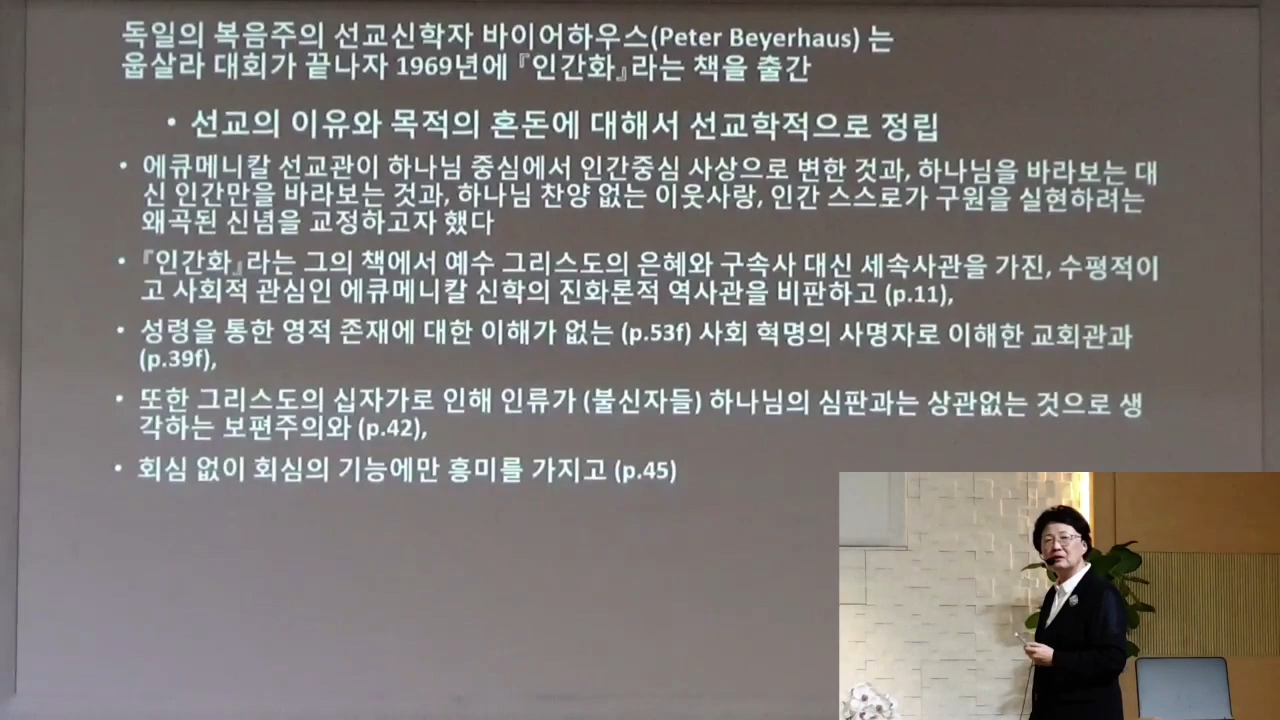 독일의 복음주의 선교신학자 바이어하우스(Peter Beyerhaus) 는
웁살라 대회가 끝나자 1969년에 『인간화』라는 책을 출간
• 선교의 이유와 목적의 혼돈에 대해서 선교학적으로 정립
• 에큐메니칼 선교관이 하나님 중심에서 인간중심 사상으로 변한 것과, 하나님을 바라보는 대
신 인간만을 바라보는 것과, 하나님 찬양 없는 이웃사랑, 인간 스스로가 구원을 실현하려는
왜곡된 신념을 교정하고자 했다
• 『인간화』라는 그의 책에서 예수 그리스도의 은혜와 구속사 대신 세속사관을 가진, 수평적이
고 사회적 관심인 에큐메니칼 신학의 진화론적 역사관을 비판하고 (p.11),
• 성령을 통한 영적 존재에 대한 이해가 없는 (p.53f) 사회 혁명의 사명자로 이해한 교회관과
(p.39f),
• 또한 그리스도의 십자가로 인해 인류가 (불신자들) 하나님의 심판과는 상관없는 것으로 생
각하는 보편주의와 (p.42),
• 회심 없이 회심의 기능에만 흥미를 가지고 (p.45)